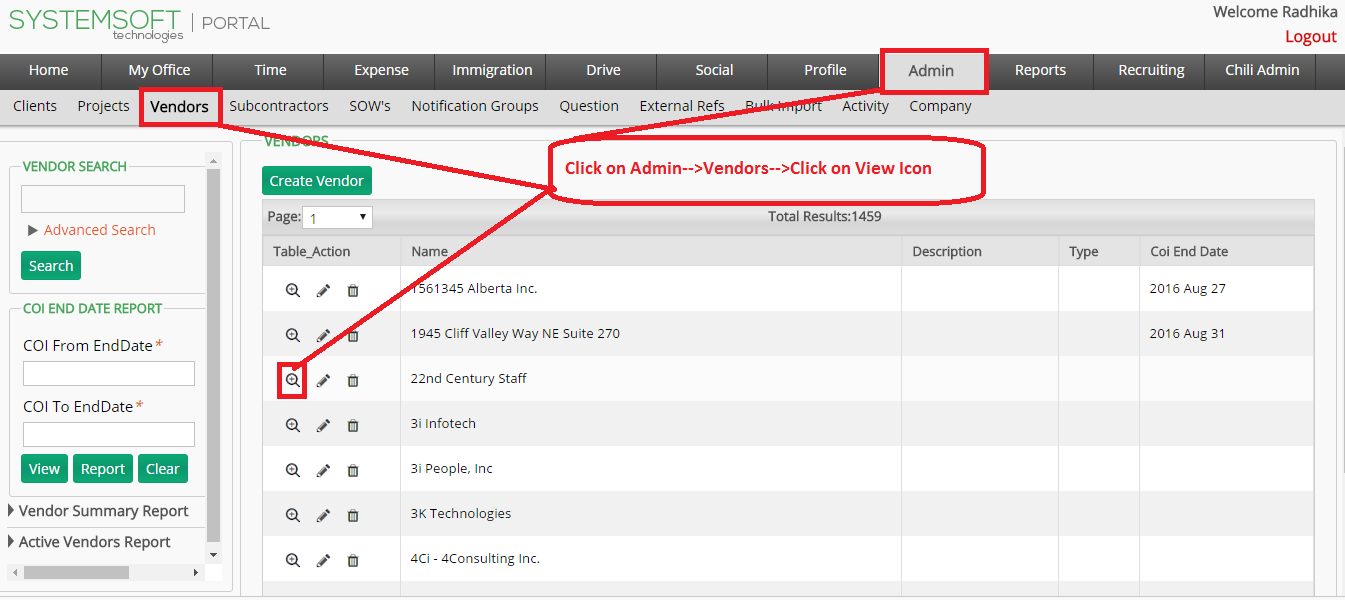 SYSTEMSOFT | PORTAL
technologies
Welcome Radhika
Logout
Home My Office Time Expense Immigration Drive Social Profile Admin Reports Recruiting Chili Admin
Clients Projects Vendors Subcontractors SOW's Notification Groups Question External Refs Bulk Import Activity Company
VENDOR SEARCH
Advanced Search
Search
COI END DATE REPORT
COI From EndDate*
COI To EndDate*
View Report Clear
Vendor Summary Report
Active Vendors Report
VENDORS
Click on Admin-->Vendors-->Click on View Icon
Create Vendor
Page: 1 Total Results:1459
Table_Action Name Description Type Coi End Date
1561345 Alberta Inc. 2016 Aug 27
1945 Cliff Valley Way NE Suite 270 2016 Aug 31
22nd Century Staff
3i Infotech
3i People, Inc
3K Technologies
4Ci - 4Consulting Inc.